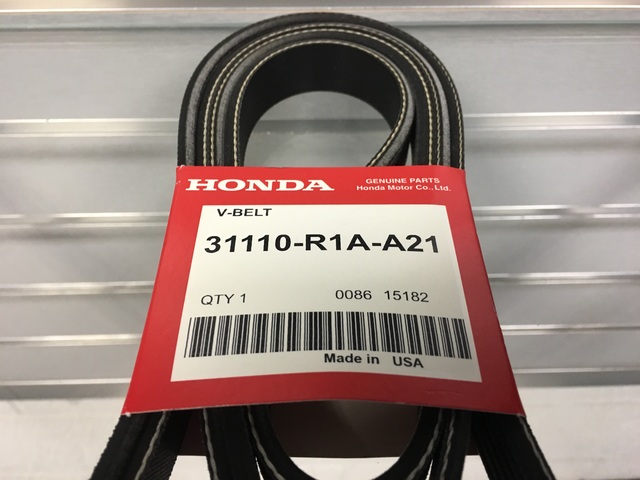 HONDA
GENUINE PARTS
Honda Motor Co., Ltd.
V-BELT
31110-R1A-A21
QTY 1 0086 15182
Made in USA